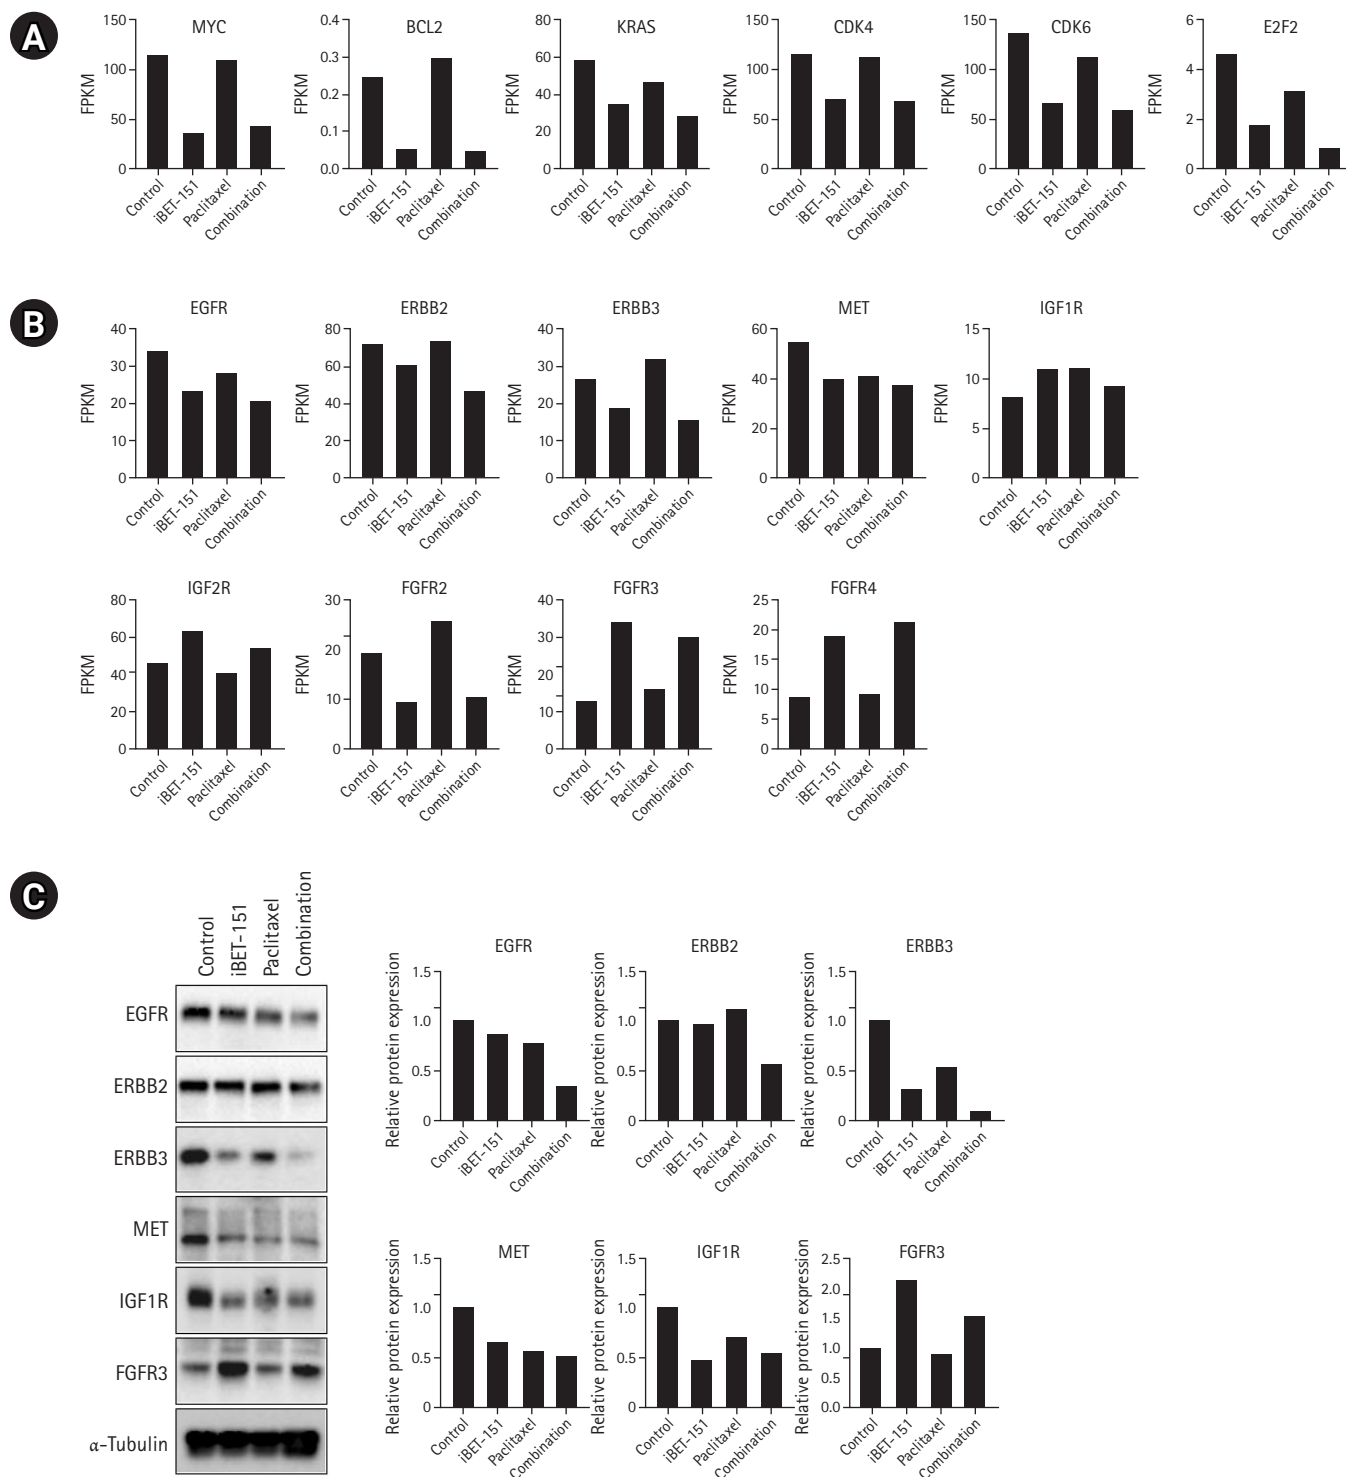 A
MYC
BCL2
KRAS
CDK4
CDK6
E2F2
FPKM
150
100
50
0
Control
iBET-151
Paclitaxel
Combination
FPKM
0.4
0.3
0.2
0.1
0.0
Control
iBET-151
Paclitaxel
Combination
FPKM
80
60
40
20
0
Control
iBET-151
Paclitaxel
Combination
FPKM
150
100
50
0
Control
iBET-151
Paclitaxel
Combination
FPKM
150
100
50
0
Control
iBET-151
Paclitaxel
Combination
FPKM
6
4
2
0
Control
iBET-151
Paclitaxel
Combination
B
EGFR
ERBB2
ERBB3
MET
IGF1R
FPKM
40
30
20
10
0
Control
iBET-151
Paclitaxel
Combination
FPKM
80
60
40
20
0
Control
iBET-151
Paclitaxel
Combination
FPKM
40
30
20
10
0
Control
iBET-151
Paclitaxel
Combination
FPKM
60
40
20
0
Control
iBET-151
Paclitaxel
Combination
FPKM
15
10
5
0
Control
iBET-151
Paclitaxel
Combination
IGF2R
FGFR2
FGFR3
FGFR4
FPKM
80
60
40
20
0
Control
iBET-151
Paclitaxel
Combination
FPKM
30
20
10
0
Control
iBET-151
Paclitaxel
Combination
FPKM
40
30
20
10
0
Control
iBET-151
Paclitaxel
Combination
FPKM
25
20
15
10
5
0
Control
iBET-151
Paclitaxel
Combination
C
Control
iBET-151
Paclitaxel
Combination
EGFR
ERBB2
ERBB3
MET
IGF1R
FGFR3
α-Tubulin
EGFR
Relative protein expression
1.5
1.0
0.5
0
Control
iBET-151
Paclitaxel
Combination
ERBB2
Relative protein expression
1.5
1.0
0.5
0
Control
iBET-151
Paclitaxel
Combination
ERBB3
Relative protein expression
1.5
1.0
0.5
0
Control
iBET-151
Paclitaxel
Combination
MET
Relative protein expression
1.5
1.0
0.5
0
Control
iBET-151
Paclitaxel
Combination
IGF1R
Relative protein expression
1.5
1.0
0.5
0
Control
iBET-151
Paclitaxel
Combination
FGFR3
Relative protein expression
2.5
2.0
1.5
1.0
0.5
0.0
Control
iBET-151
Paclitaxel
Combination